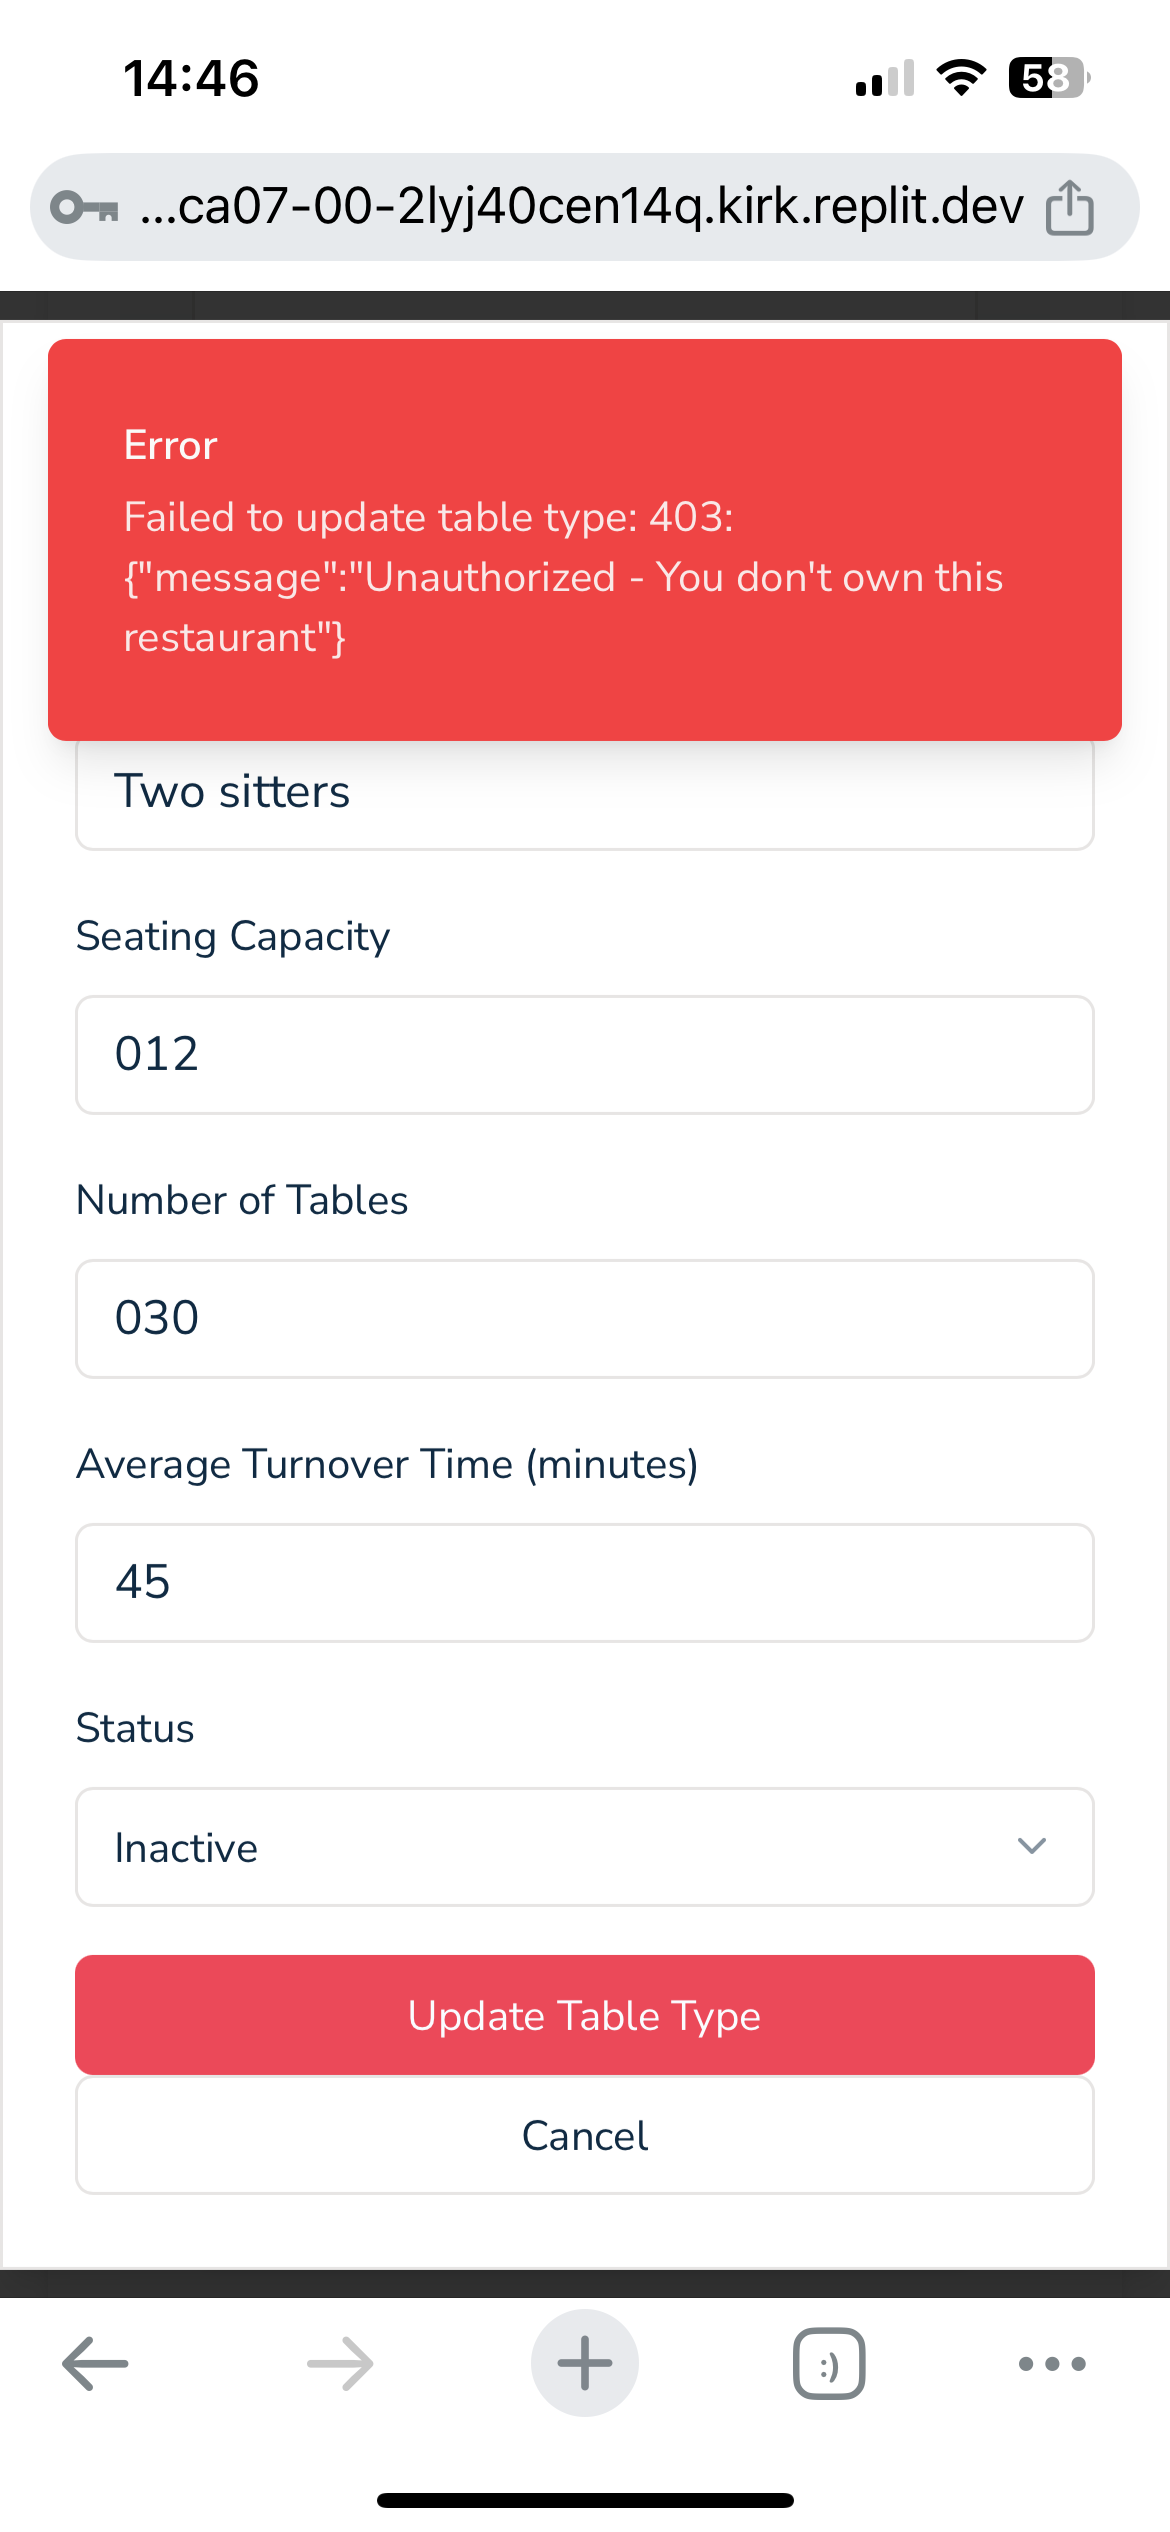 14:46
58
...ca07-00-2lyj40cen14q.kirk.replit.dev
Error
Failed to update table type: 403:
{"message":"Unauthorized - You don't own this
restaurant"}
Two sitters
Seating Capacity
012
Number of Tables
030
Average Turnover Time (minutes)
45
Status
Inactive
Update Table Type
Cancel
:)